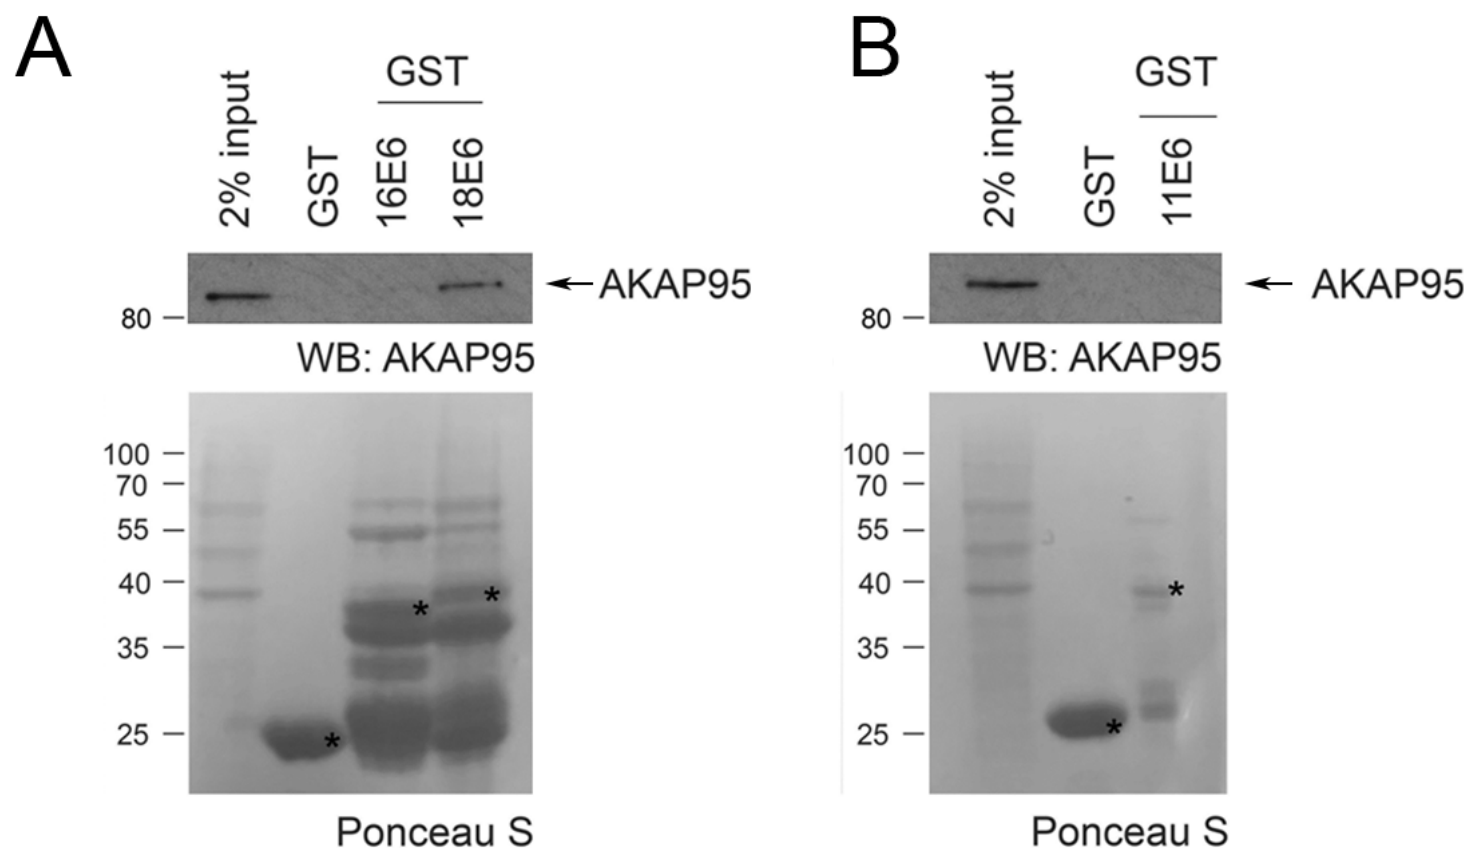 A
GST
2% input
GST
16E6
18E6
AKAP95
80
WB: AKAP95
100
70
55
40
35
25
*
*
*
Ponceau S
B
GST
2% input
GST
11E6
AKAP95
80
WB: AKAP95
100
70
55
40
35
25
*
*
Ponceau S